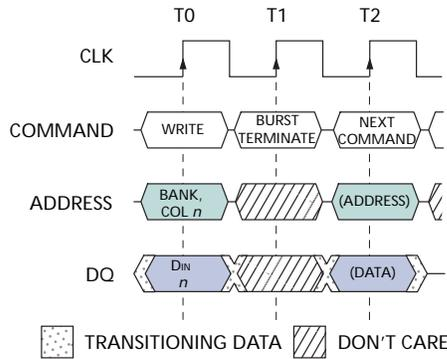 T0 T1 T2
CLK
COMMAND WRITE BURST TERMINATE NEXT COMMAND
ADDRESS BANK, COL n (ADDRESS)
DQ DIN n (DATA)
TRANSITIONING DATA DON'T CARE